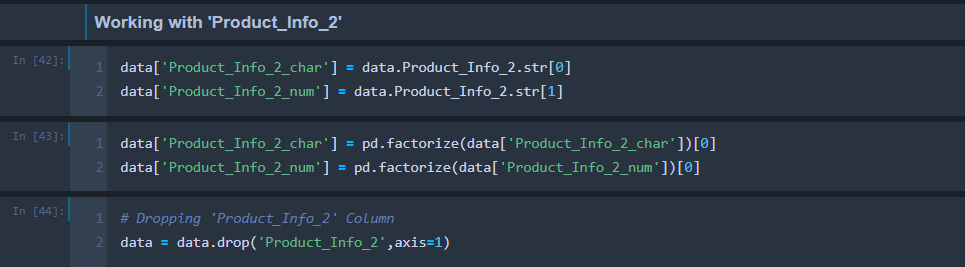 Working with 'Product_Info_2'
In [42]:
1 data['Product_Info_2_char'] = data.Product_Info_2.str[0]
2 data['Product_Info_2_num'] = data.Product_Info_2.str[1]
In [43]:
1 data['Product_Info_2_char'] = pd.factorize(data['Product_Info_2_char'])[0]
2 data['Product_Info_2_num'] = pd.factorize(data['Product_Info_2_num'])[0]
In [44]:
1 # Dropping 'Product_Info_2' Column
2 data = data.drop('Product_Info_2',axis=1)